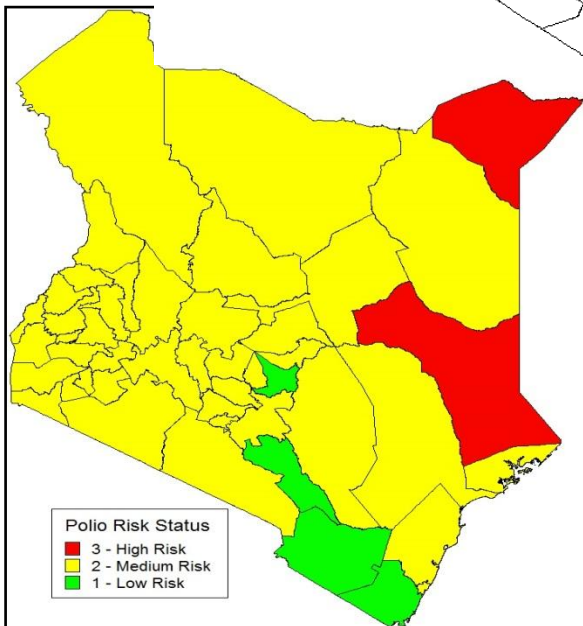 Polio Risk Status
3 - High Risk
2 - Medium Risk
1 - Low Risk